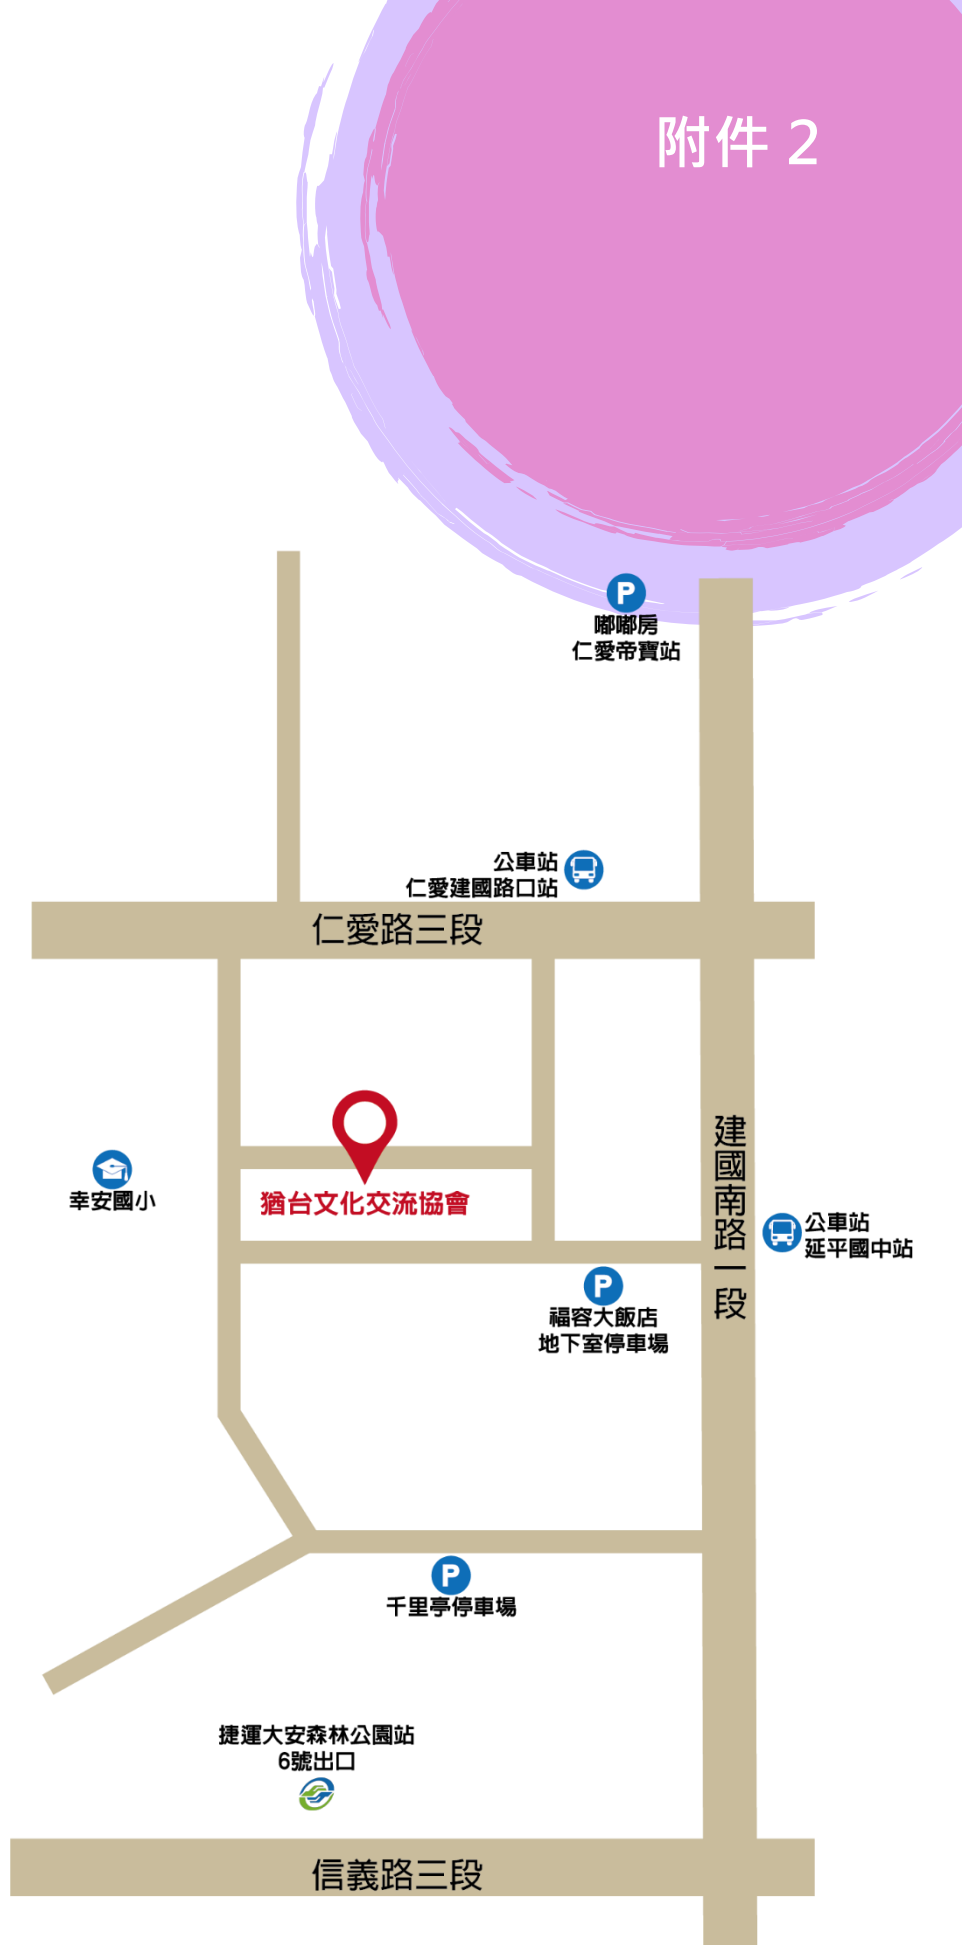 附件 2
P
嘟嘟房
仁愛帝寶站
公車站
仁愛建國路口站
仁愛路三段
建國南路一段
幸安國小
猶台文化交流協會
公車站
延平國中站
P
福容大飯店
地下室停車場
P
千里亭停車場
捷運大安森林公園站
6號出口
信義路三段